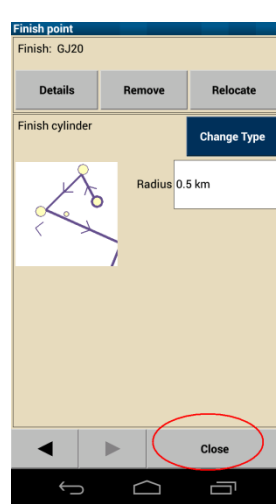 Finish point
Finish: GJ20
Details Remove Relocate
Finish cylinder
Change Type
Radius 0.5 km
Close